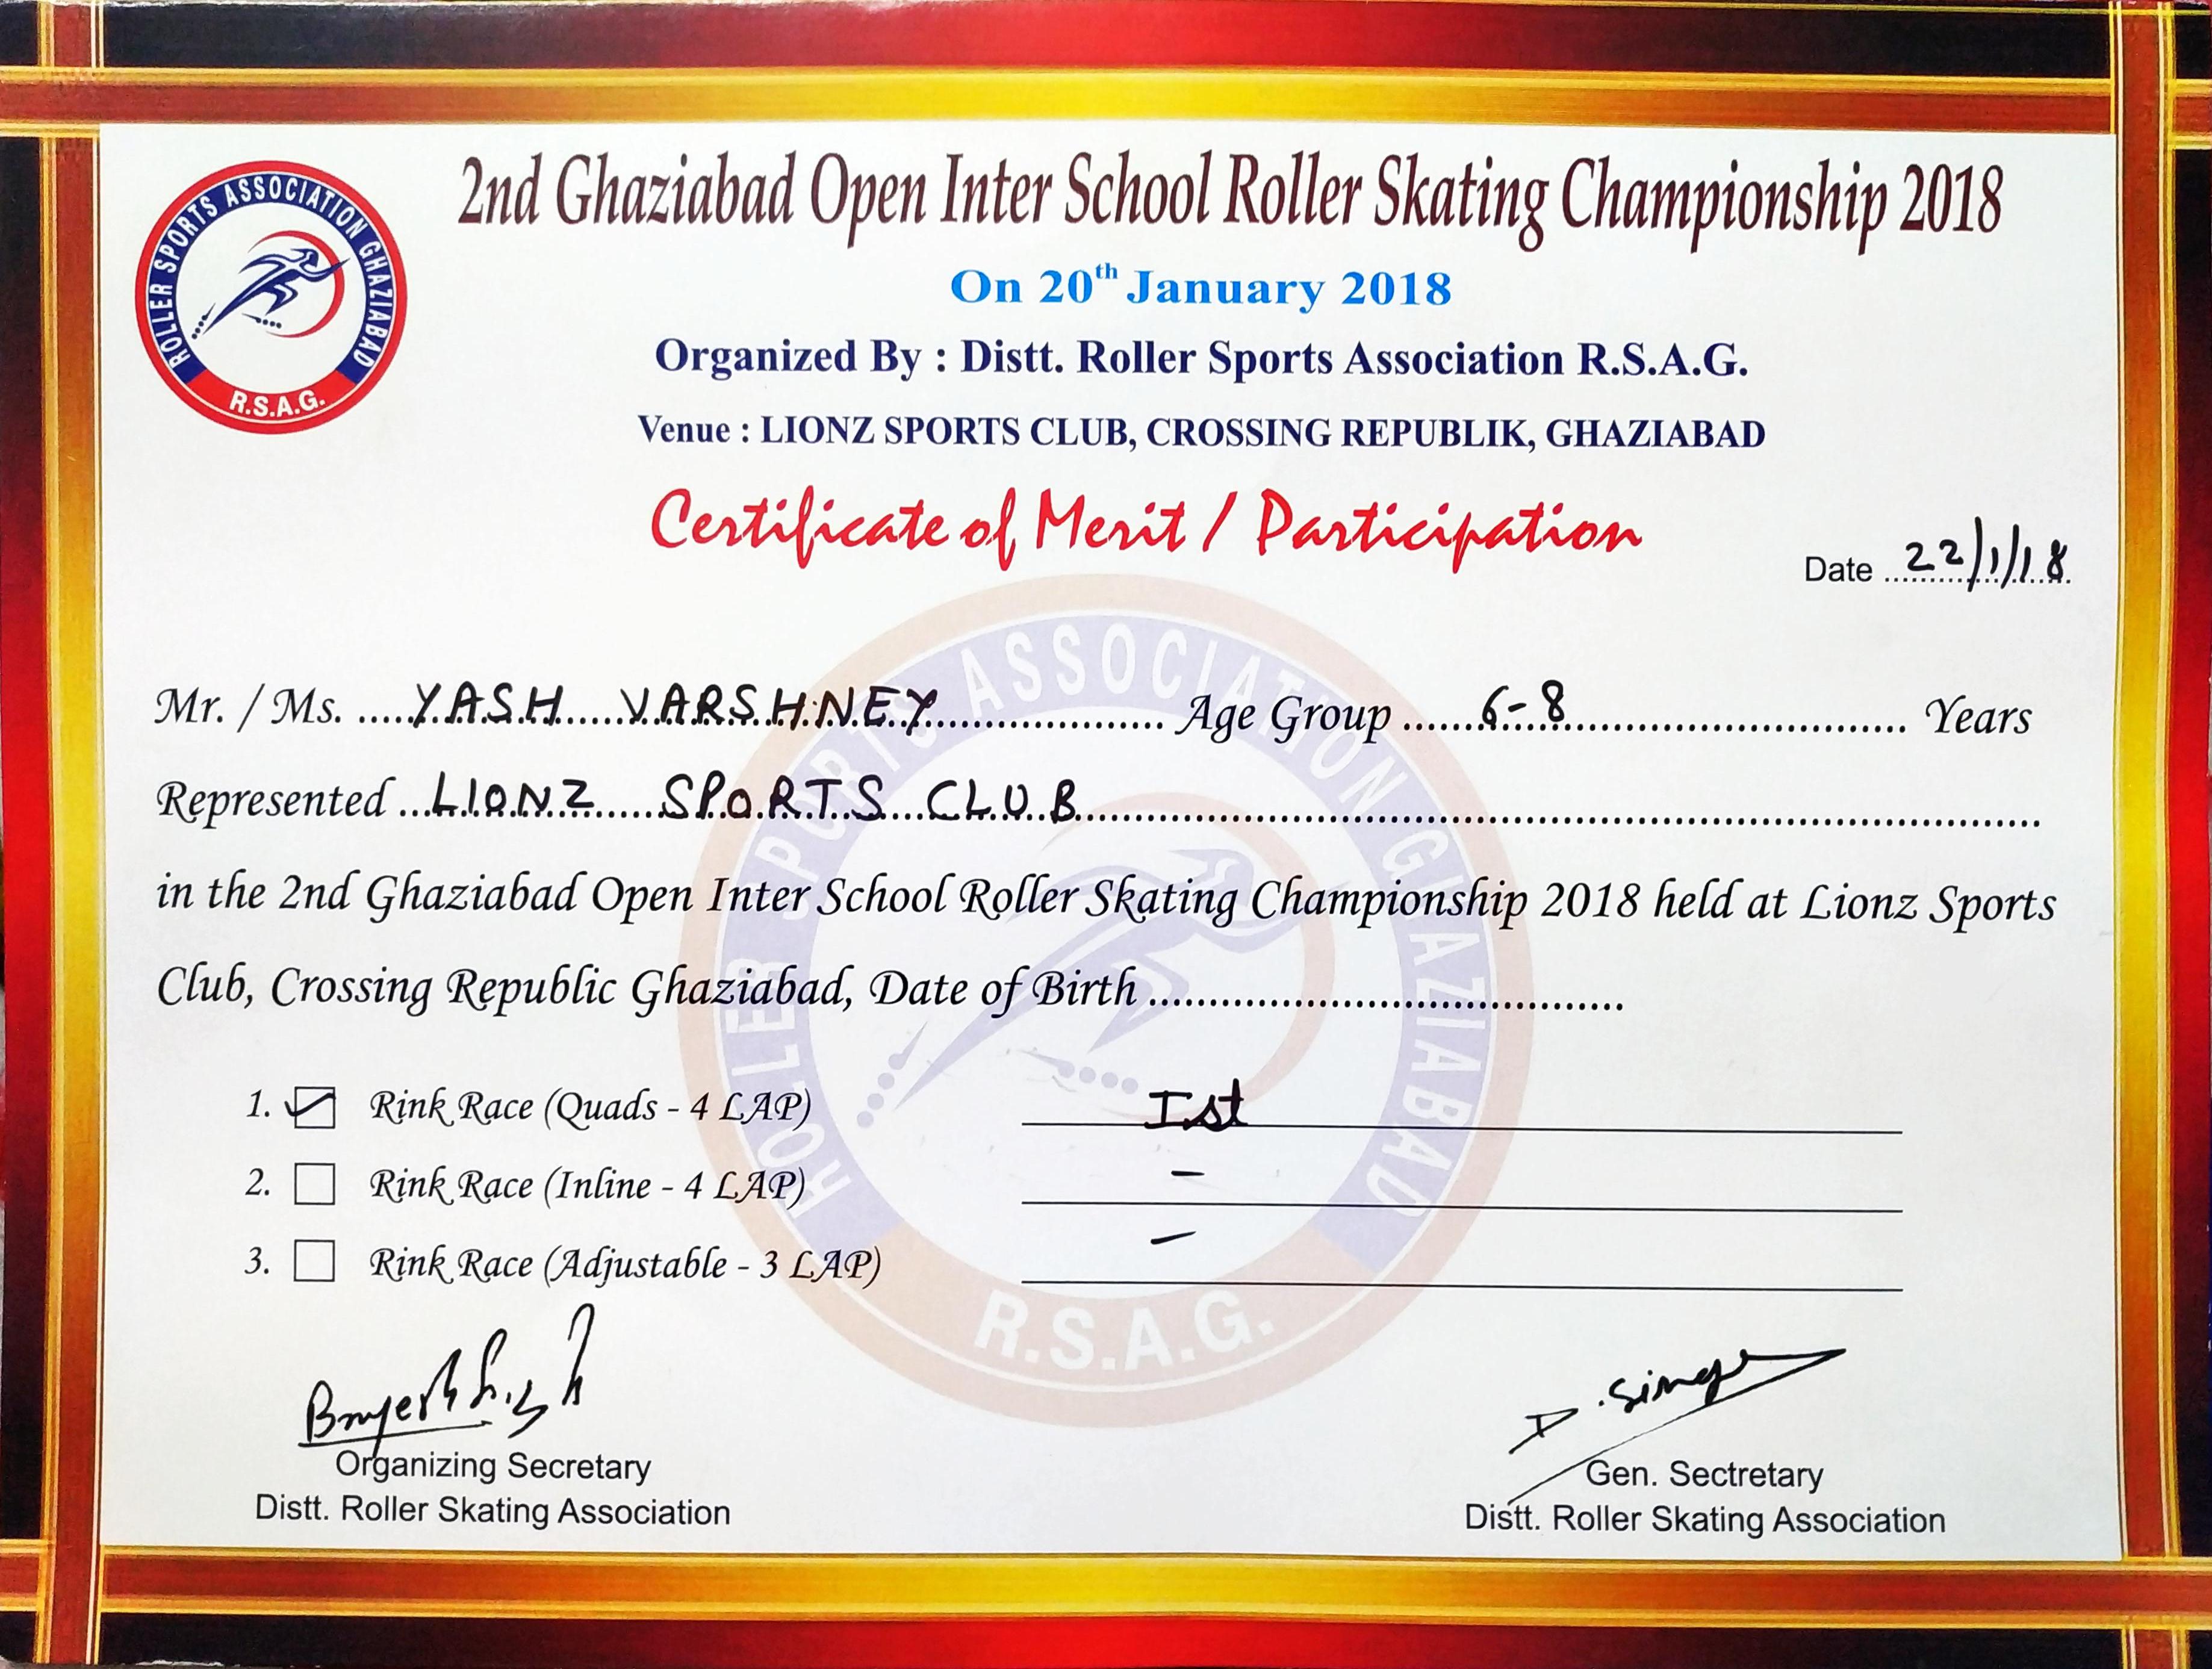 ROLLER SPORTS ASSOCIATION GHAZIABAD
R.S.A.G.
2nd Ghaziabad Open Inter School Roller Skating Championship 2018
On 20th January 2018
Organized By : Distt. Roller Sports Association R.S.A.G.
Venue : LIONZ SPORTS CLUB, CROSSING REPUBLIK, GHAZIABAD
Certificate of Merit / Participation
Date 22/1/18
Mr. / Ms. YASH VARSHNEY Age Group 6-8 Years
Represented LIONZ SPORTS CLUB
in the 2nd Ghaziabad Open Inter School Roller Skating Championship 2018 held at Lionz Sports
Club, Crossing Republic Ghaziabad, Date of Birth
1. Rink Race (Quads - 4 LAP) Ist
2. Rink Race (Inline - 4 LAP) -
3. Rink Race (Adjustable - 3 LAP) -
ROLLER SPORTS ASSOCIATION GHAZIABAD
R.S.A.G.
D. Singh
Organizing Secretary
Distt. Roller Skating Association
Gen. Sectretary
Distt. Roller Skating Association